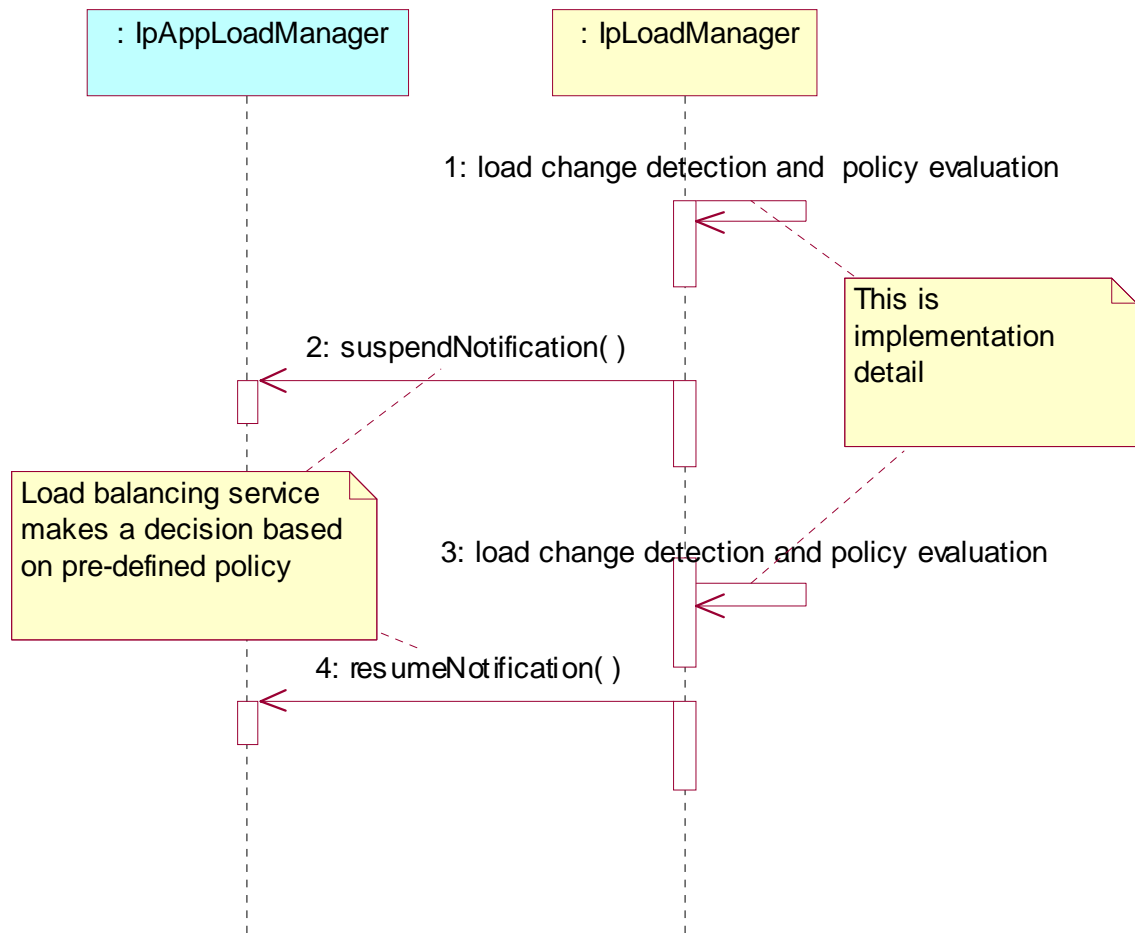 : IpAppLoadManager
: IpLoadManager
1: load change detection and policy evaluation
This is
implementation
detail
2: suspendNotification( )
Load balancing service
makes a decision based
on pre-defined policy
3: load change detection and policy evaluation
4: resumeNotification( )